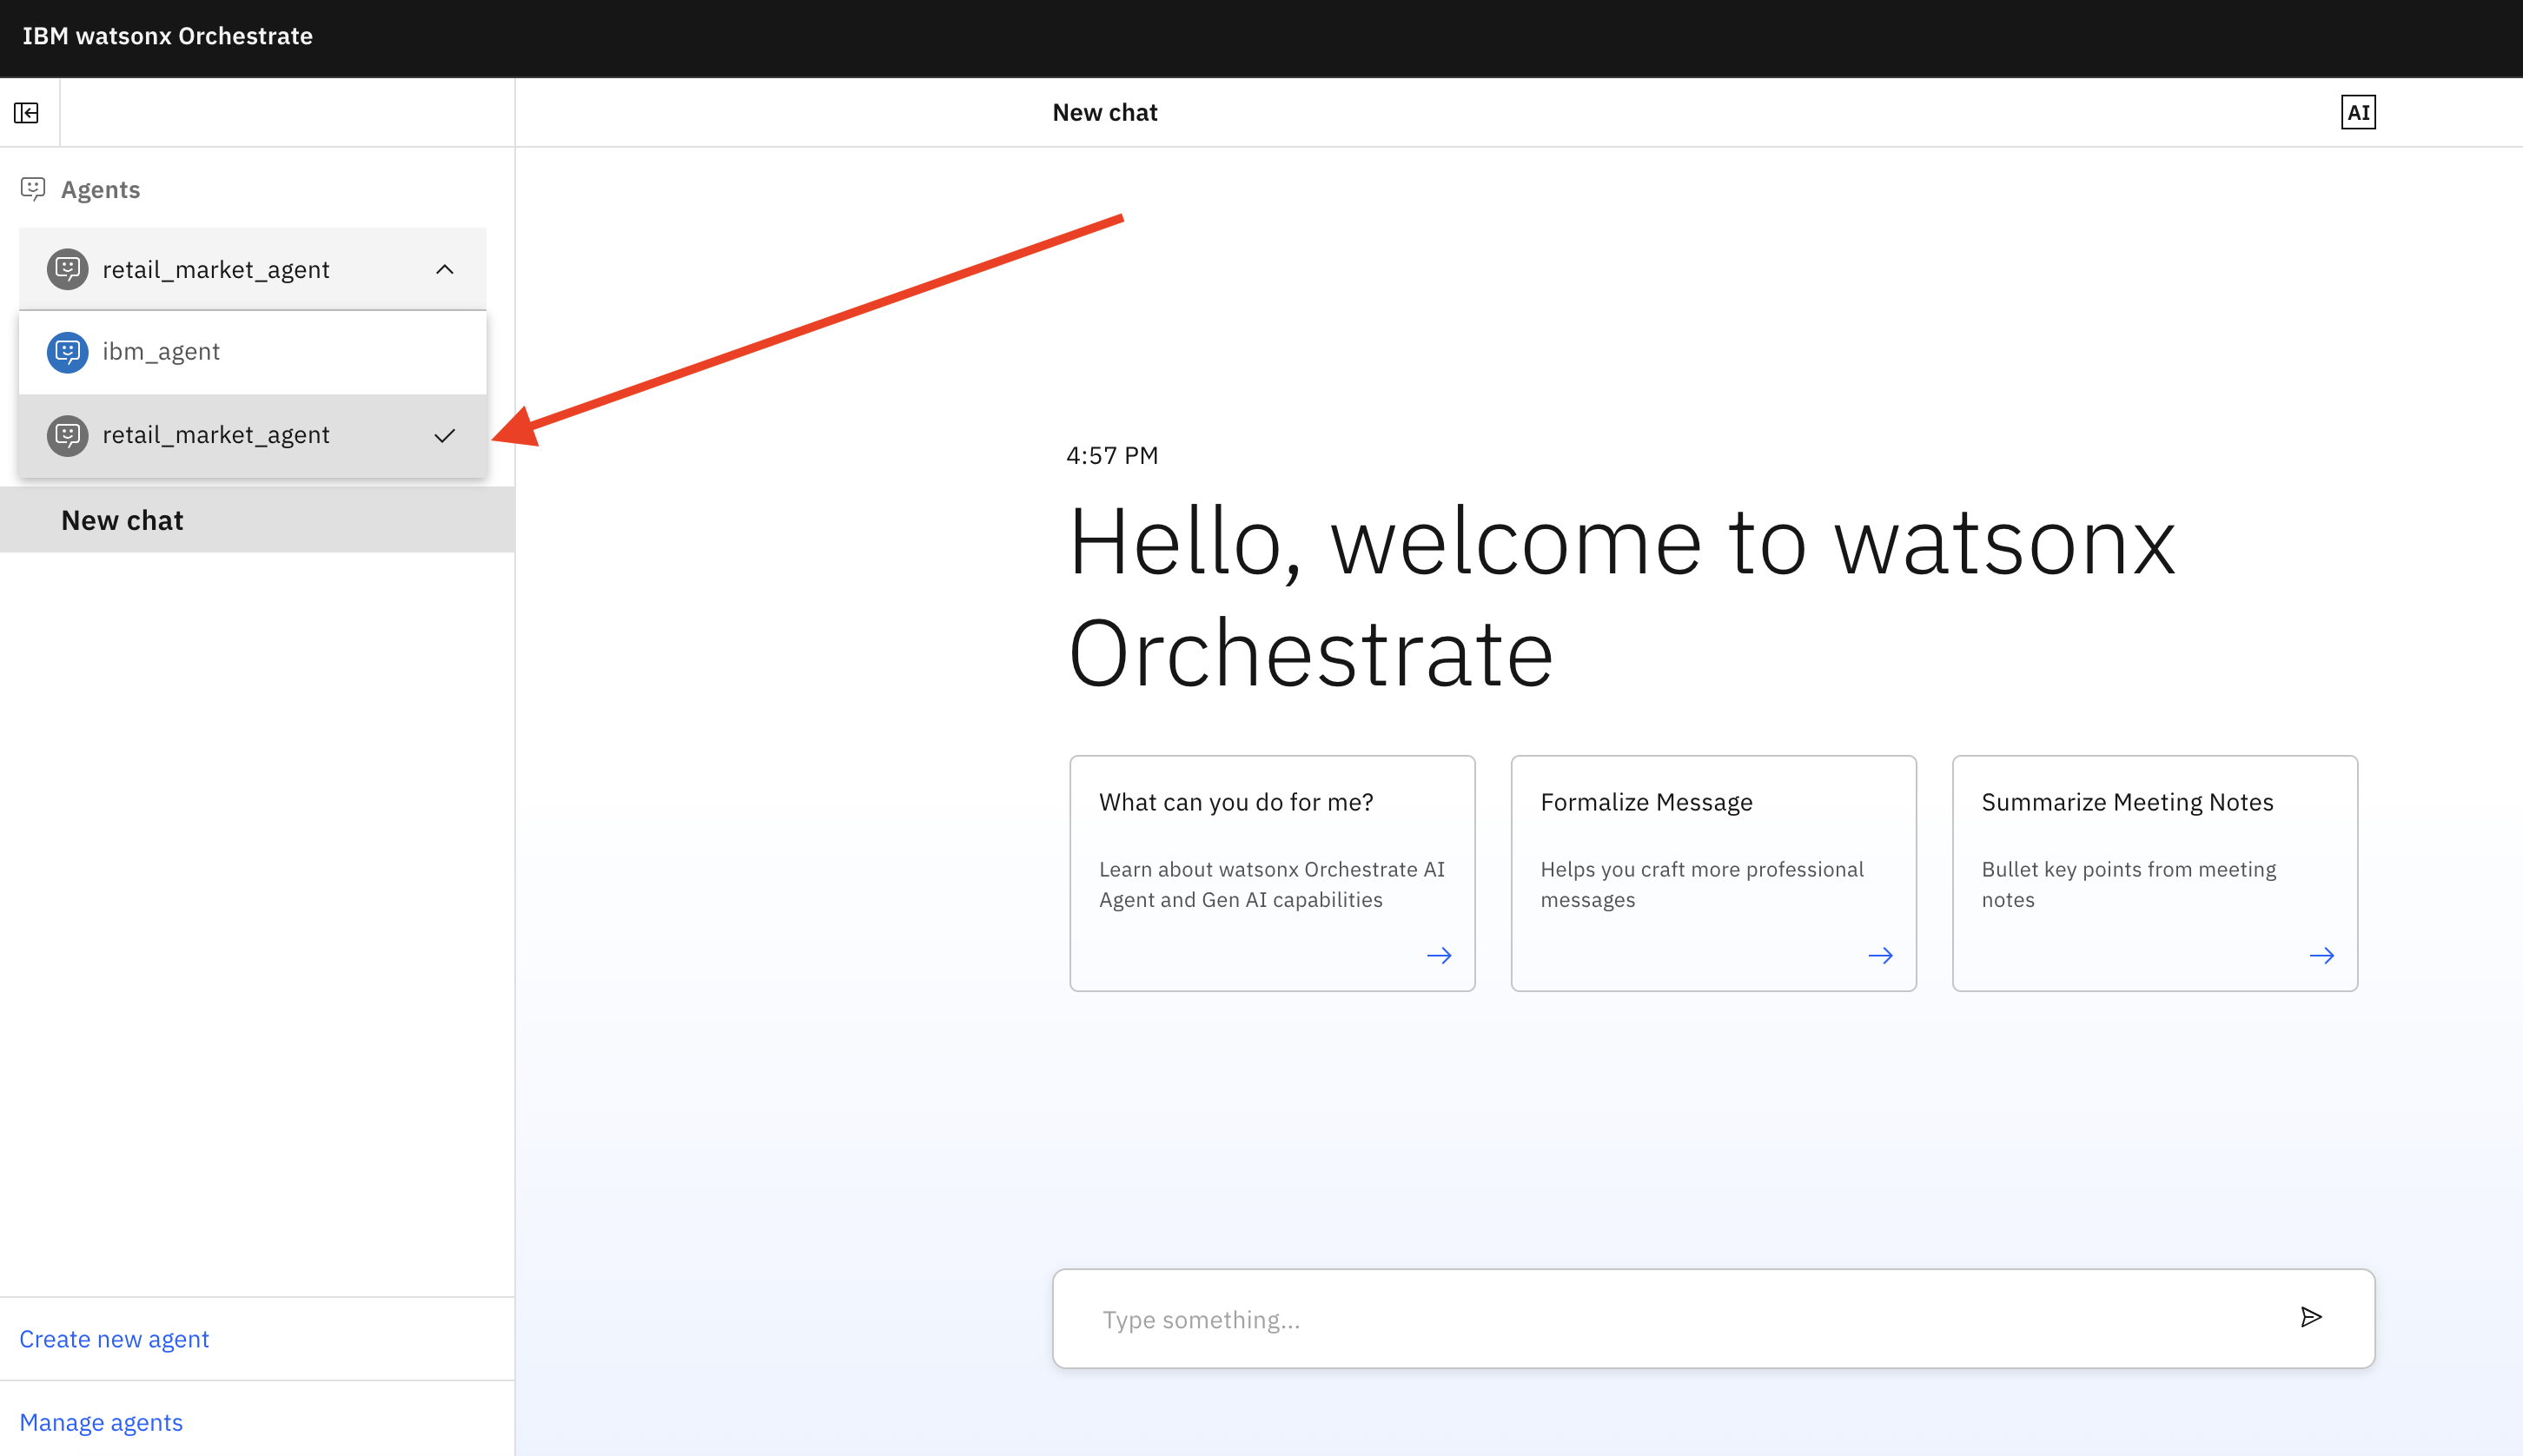 IBM watsonx Orchestrate
New chat
AI
Agents
retail_market_agent
ibm_agent
retail_market_agent
New chat
4:57 PM
Hello, welcome to watsonx
Orchestrate
What can you do for me?
Learn about watsonx Orchestrate AI
Agent and Gen AI capabilities
Formalize Message
Helps you craft more professional
messages
Summarize Meeting Notes
Bullet key points from meeting
notes
Type something...
Create new agent
Manage agents